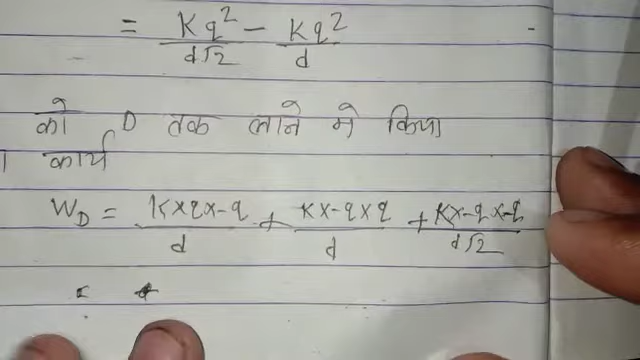 = Kq²/d√2 - Kq²/d
को D तक लाने मे किया
कार्य
W_D = K×q×-q/d + K×-q×q/d + K×-q×-q/d√2
=